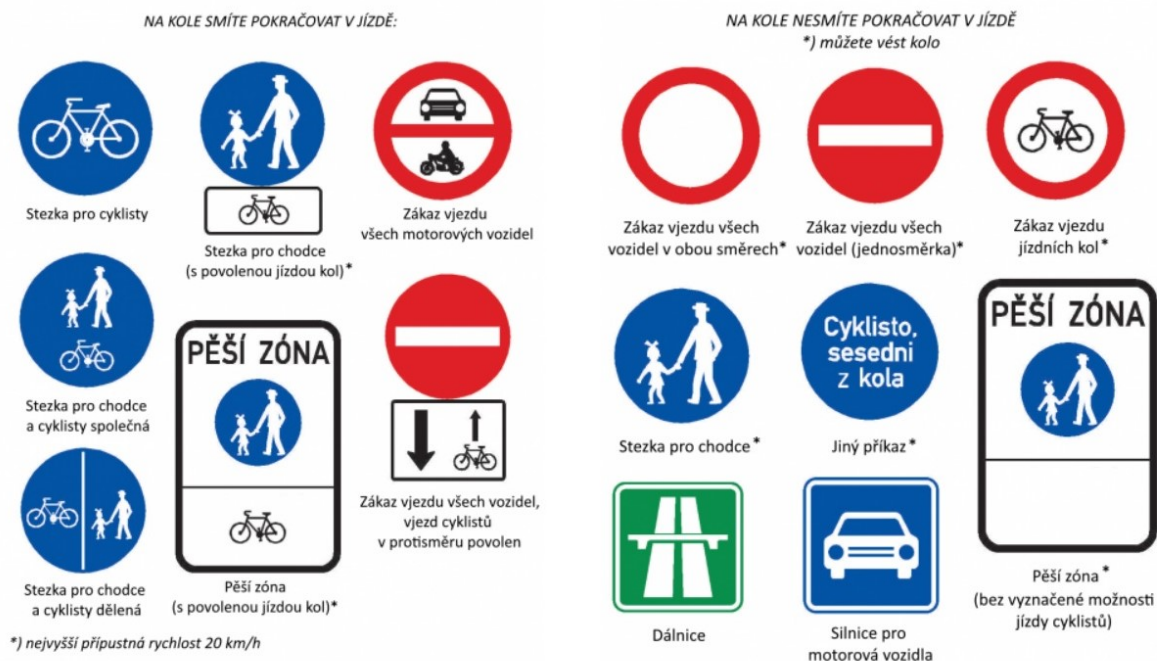 NA KOLE SMÍTE POKRAČOVAT V JÍZDĚ:
Stezka pro cyklisty
Stezka pro chodce
(s povolenou jízdou kol)*
Zákaz vjezdu
všech motorových vozidel
Stezka pro chodce
a cyklisty společná
PĚŠÍ ZÓNA
Pěší zóna
(s povolenou jízdou kol)*
Zákaz vjezdu všech vozidel,
vjezd cyklistů
v protisměru povolen
Stezka pro chodce
a cyklisty dělená
*) nejvyšší přípustná rychlost 20 km/h
NA KOLE NESMÍTE POKRAČOVAT V JÍZDĚ
*) můžete vést kolo
Zákaz vjezdu všech
vozidel v obou směrech*
Zákaz vjezdu všech
vozidel (jednosměrka)*
Zákaz vjezdu
jízdních kol*
Stezka pro chodce*
Cyklisto,
sesedni
z kola
Jiný příkaz*
PĚŠÍ ZÓNA
Pěší zóna*
(bez vyznačené možnosti
jízdy cyklistů)
Dálnice
Silnice pro
motorová vozidla